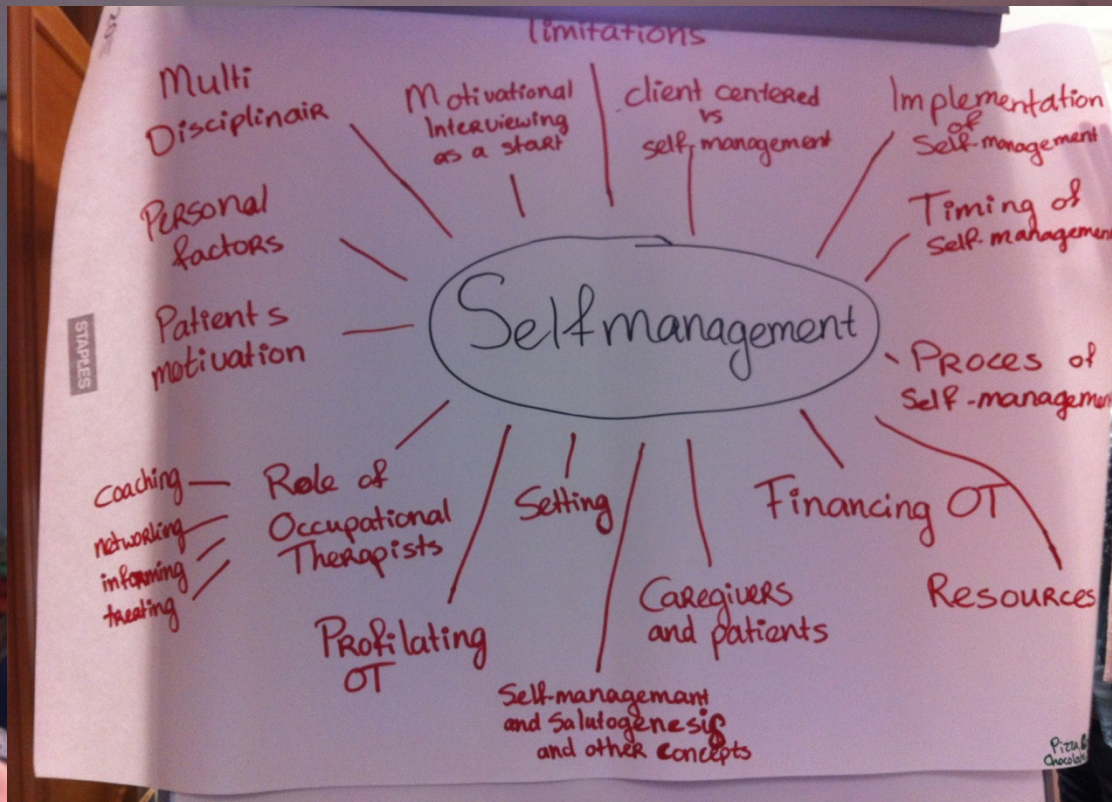 limitations
Multi
Disciplinair
Motivational
Interviewing
as a start
client centered
vs
self-management
Implementation
of
Self-management
Personal
factors
Timing of
Self-management
Patients
motivation
Selfmanagement
Proces of
Self-management
STAPLES
coaching
networking
informing
treating
Role of
Occupational
Therapists
Setting
Financing OT
Resources
Profilating
OT
Caregivers
and patients
Self-management
and Salutogenesis
and other concepts
Pizza &
Chocolate